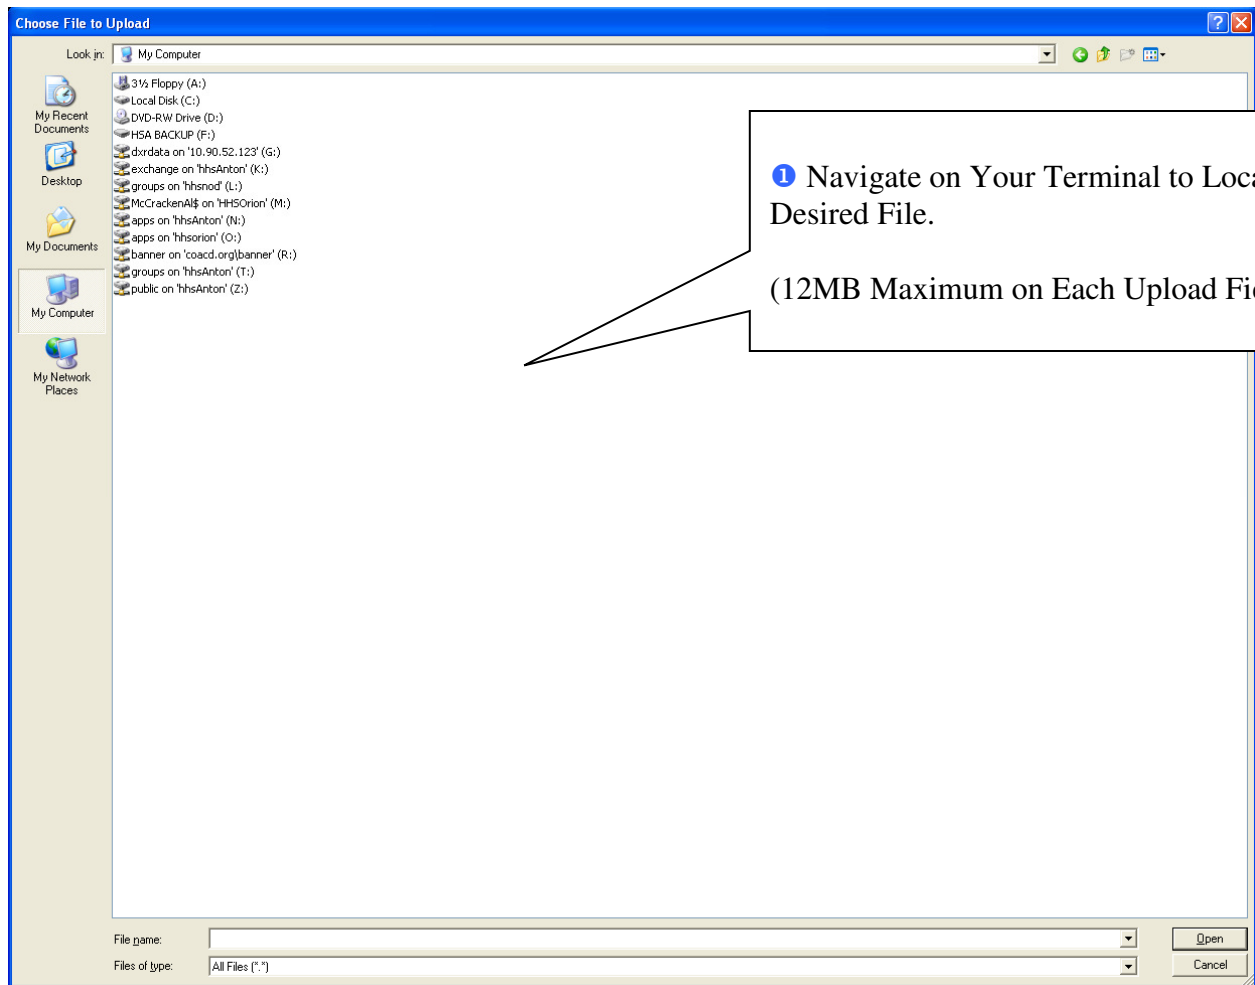 Choose File to Upload
Look in:
My Computer
3½ Floppy (A:)
Local Disk (C:)
DVD-RW Drive (D:)
HSA BACKUP (F:)
dxrdata on '10.90.52.123' (G:)
exchange on 'hhsAnton' (K:)
groups on 'hhsnod' (L:)
McCrackenAl$ on 'HHSOrion' (M:)
apps on 'hhsAnton' (N:)
apps on 'hhsorion' (O:)
banner on 'coacd.org\banner' (R:)
groups on 'hhsAnton' (T:)
public on 'hhsAnton' (Z:)
My Recent
Documents
Desktop
My Documents
My Computer
My Network
Places
❶ Navigate on Your Terminal to
Desired File.
(12MB Maximum on Each Upload
File name:
Open
Files of type:
All Files (*.*)
Cancel